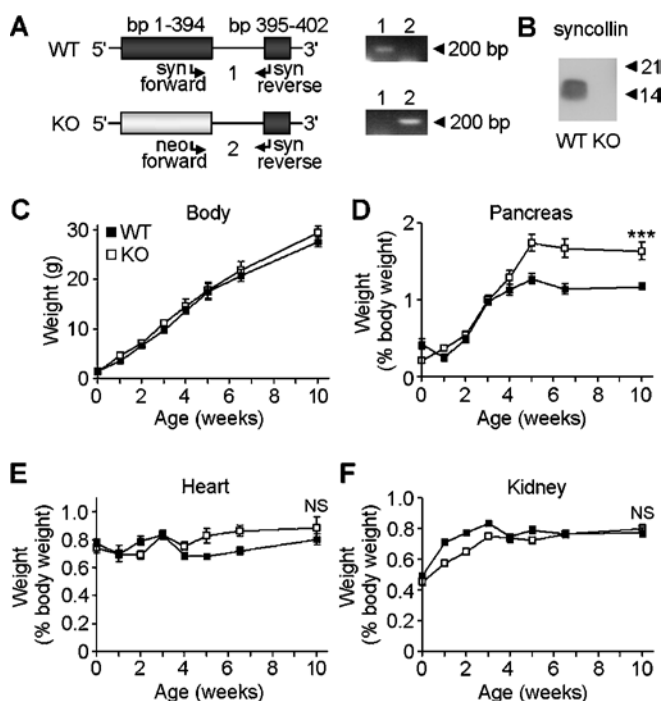 A
bp 1-394 bp 395-402
WT 5' 3'
syn forward 1 syn reverse
KO 5' 3'
neo forward 2 syn reverse
1 2
200 bp
1 2
200 bp
B
syncollin
21
14
WT KO
C
Body
WT
KO
Weight (g)
30
20
10
0 2 4 6 8 10
Age (weeks)
D
Pancreas
***
Weight
(% body weight)
2
1
0
0 2 4 6 8 10
Age (weeks)
E
Heart
NS
Weight
(% body weight)
1.0
0.8
0.6
0.4
0.2
0
0 2 4 6 8 10
Age (weeks)
F
Kidney
NS
Weight
(% body weight)
1.0
0.8
0.6
0.4
0.2
0
0 2 4 6 8 10
Age (weeks)